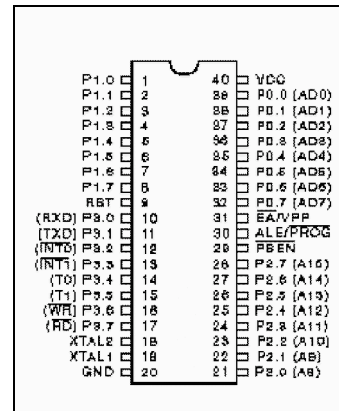 P1.0 1 40 VCC
P1.1 2 39 P0.0 (AD0)
P1.2 3 38 P0.1 (AD1)
P1.3 4 37 P0.2 (AD2)
P1.4 5 36 P0.3 (AD3)
P1.5 6 35 P0.4 (AD4)
P1.6 7 34 P0.5 (AD5)
P1.7 8 33 P0.6 (AD6)
RST 9 32 P0.7 (AD7)
(RXD) P3.0 10 31 EA/VPP
(TXD) P3.1 11 30 ALE/PROG
(INT0) P3.2 12 29 PSEN
(INT1) P3.3 13 28 P2.7 (A15)
(T0) P3.4 14 27 P2.6 (A14)
(T1) P3.5 15 26 P2.5 (A13)
(WR) P3.6 16 25 P2.4 (A12)
(RD) P3.7 17 24 P2.3 (A11)
XTAL2 18 23 P2.2 (A10)
XTAL1 19 22 P2.1 (A9)
GND 20 21 P2.0 (A8)